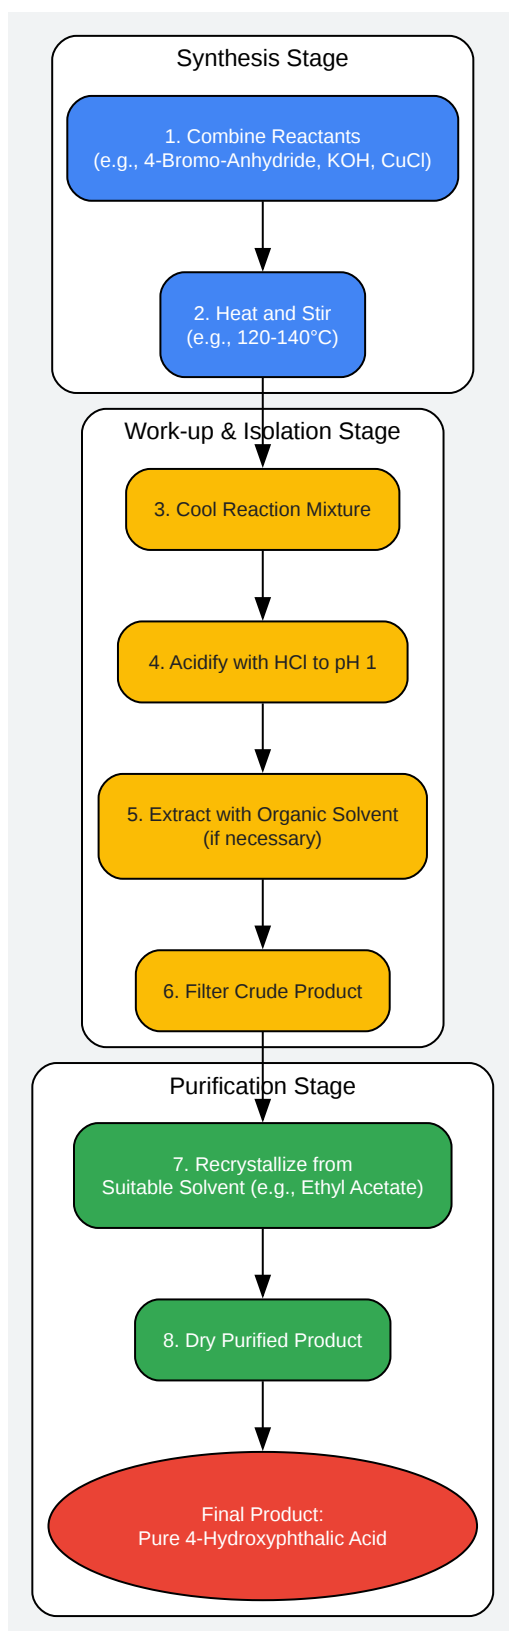 Synthesis Stage
1. Combine Reactants
(e.g., 4-Bromo-Anhydride, KOH, CuCl)
2. Heat and Stir
(e.g., 120-140°C)
Work-up & Isolation Stage
3. Cool Reaction Mixture
4. Acidify with HCl to pH 1
5. Extract with Organic Solvent
(if necessary)
6. Filter Crude Product
Purification Stage
7. Recrystallize from
Suitable Solvent (e.g., Ethyl Acetate)
8. Dry Purified Product
Final Product:
Pure 4-Hydroxyphthalic Acid